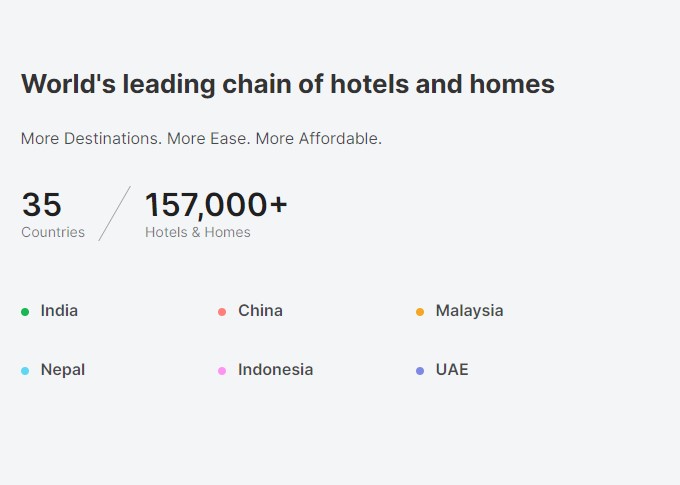 World's leading chain of hotels and homes
More Destinations. More Ease. More Affordable.
35 157,000+
Countries Hotels & Homes
India China Malaysia
Nepal Indonesia UAE